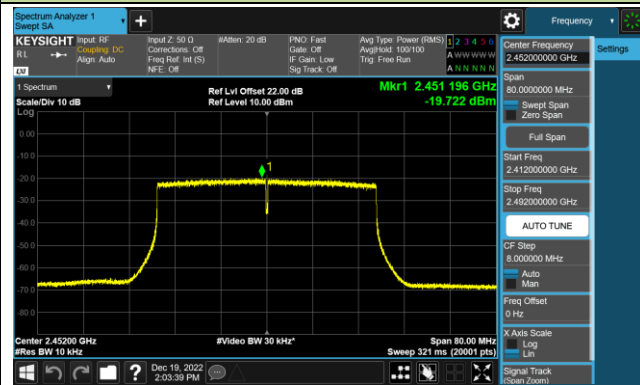 Spectrum Analyzer 1
Swept SA
Frequency
KEYSIGHT
Input: RF
Coupling: DC
Align: Auto
Input Z: 50 Ω
Corrections: Off
Freq Ref: Int (S)
NFE: Off
#Atten: 20 dB
PNO: Fast
Gate: Off
IF Gain: Low
Sig Track: Off
Avg Type: Power (RMS)
Avg|Hold: 100/100
Trig: Free Run
1 2 3 4 5 6
A W W W W W
A N N N N N
R L
LXI
1 Spectrum
Scale/Div 10 dB
Ref Lvl Offset 22.00 dB
Ref Level 10.00 dBm
Mkr1 2.451 196 GHz
-19.722 dBm
Log
0.00
-10.0
-20.0
-30.0
-40.0
-50.0
-60.0
-70.0
-80.0
1
Center 2.45200 GHz
#Res BW 10 kHz
#Video BW 30 kHz*
Span 80.00 MHz
Sweep 321 ms (20001 pts)
Dec 19, 2022
2:03:39 PM
Center Frequency
2.452000000 GHz
Settings
Span
80.0000000 MHz
Swept Span
Zero Span
Full Span
Start Freq
2.412000000 GHz
Stop Freq
2.492000000 GHz
AUTO TUNE
CF Step
8.000000 MHz
Auto
Man
Freq Offset
0 Hz
X Axis Scale
Log
Lin
Signal Track
(Span Zoom)